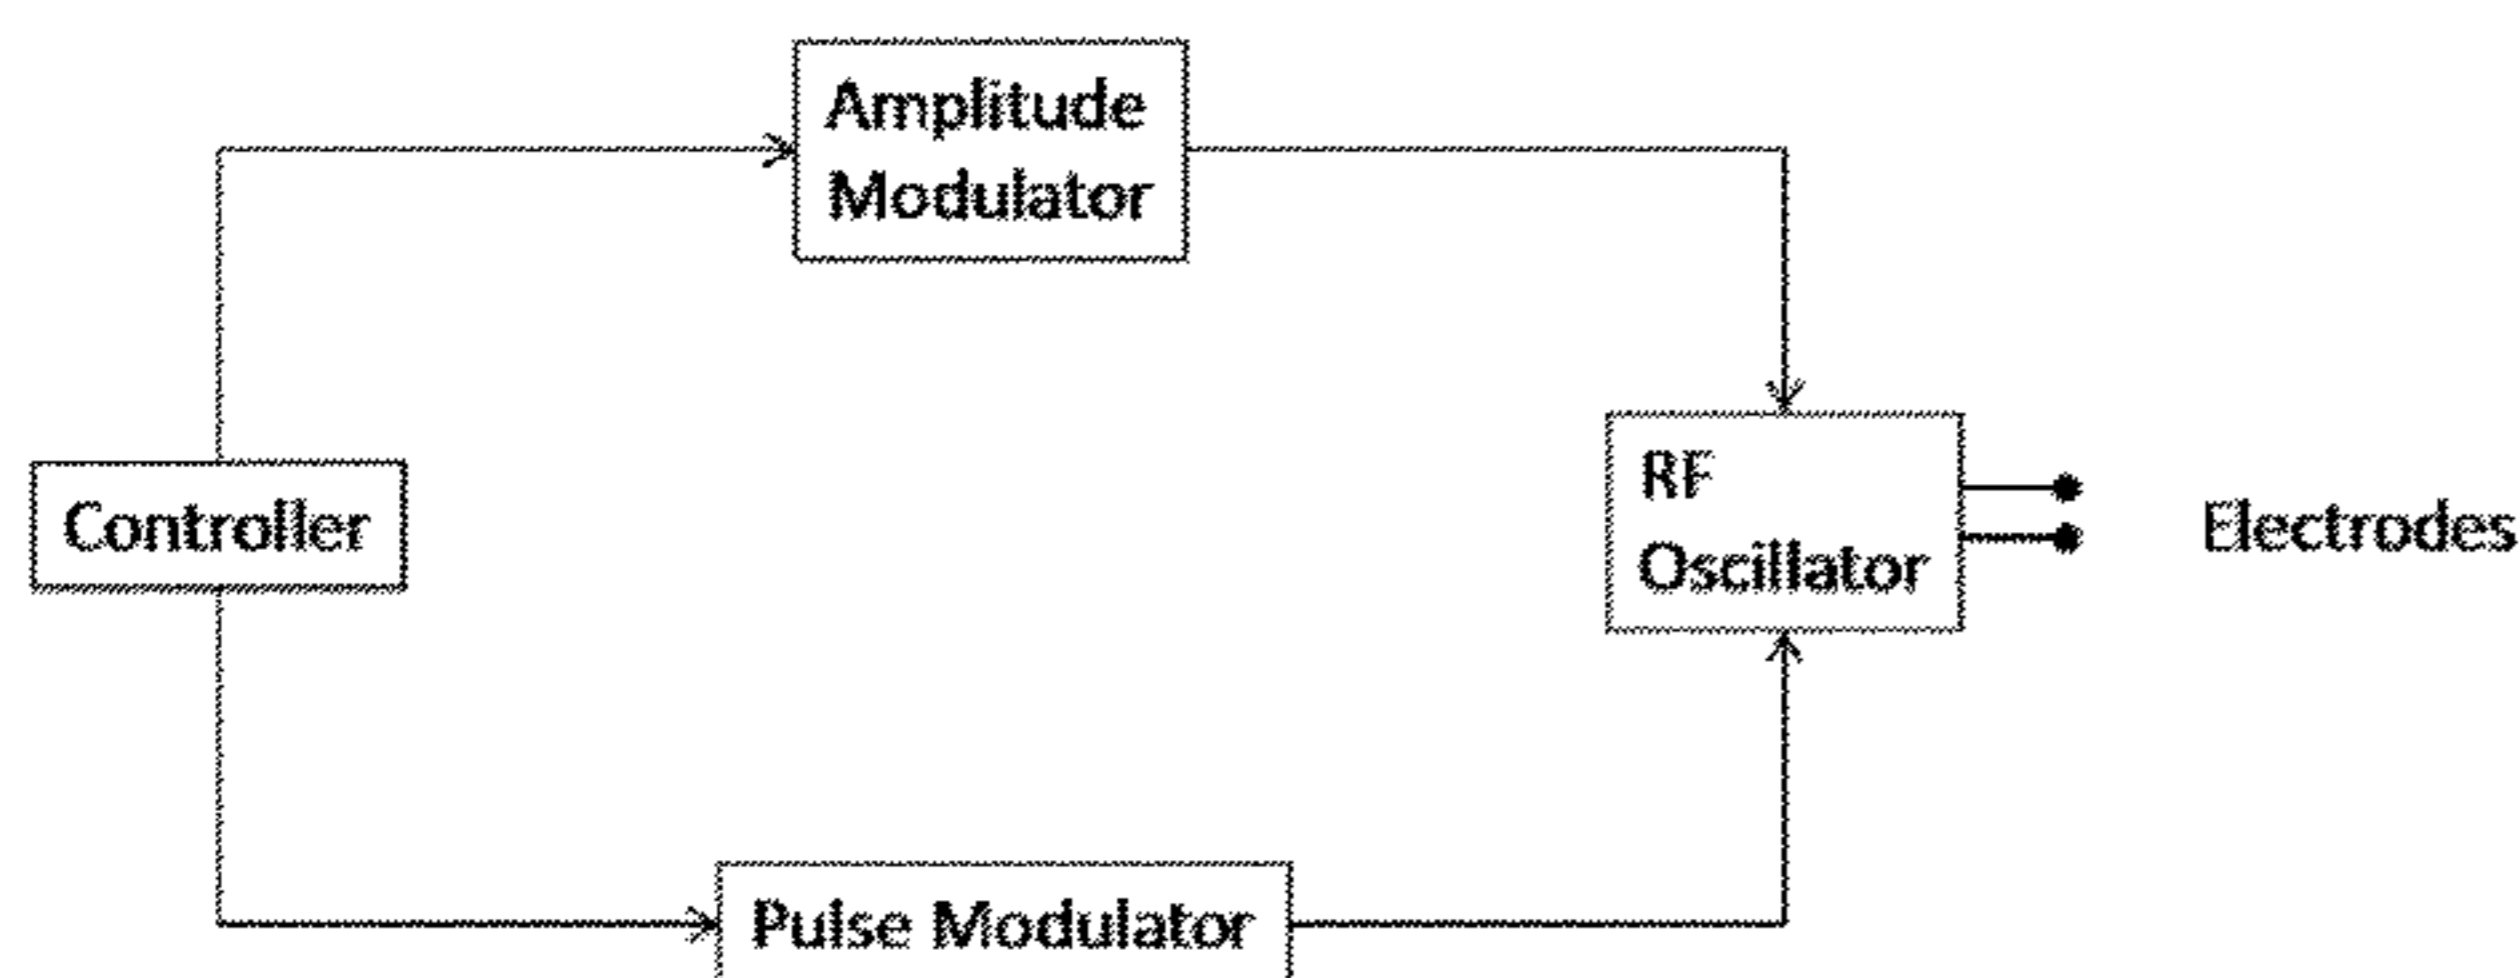 Amplitude
Modulator
Controller
RF
Oscillator
Electrodes
Pulse Modulator